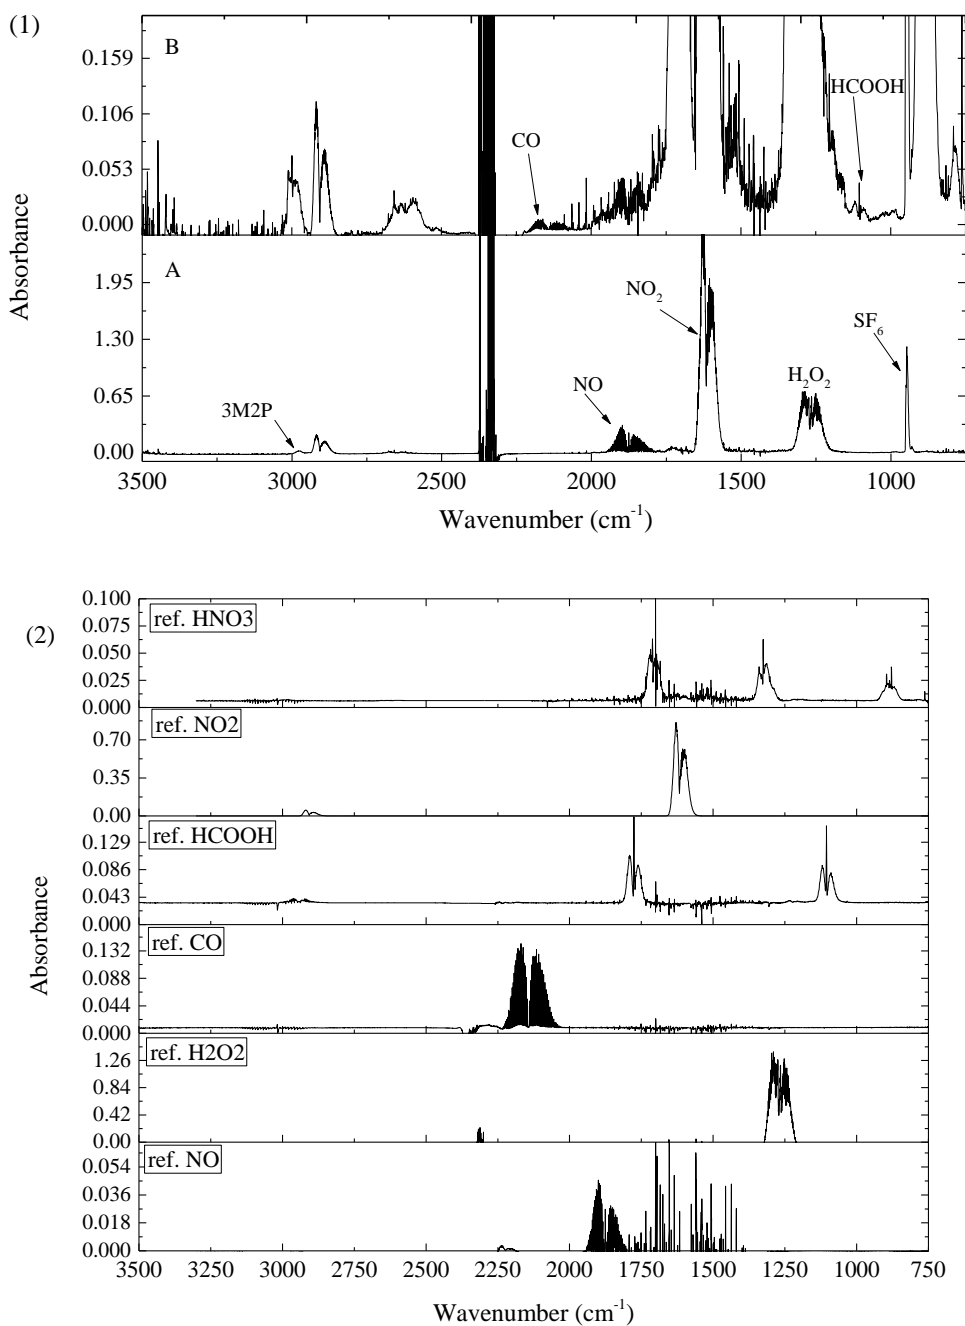 (1)
B
0.159
0.106
0.053
0.000
CO
HCOOH
Absorbance
A
1.95
1.30
0.65
0.00
3M2P
NO
NO2
H2O2
SF6
3500 3000 2500 2000 1500 1000
Wavenumber (cm-1)
(2)
ref. HNO3
0.100
0.075
0.050
0.025
0.000
ref. NO2
0.70
0.35
0.00
ref. HCOOH
0.129
0.086
0.043
0.000
ref. CO
0.132
0.088
0.044
0.000
ref. H2O2
1.26
0.84
0.42
0.00
ref. NO
0.054
0.036
0.018
0.000
Absorbance
3500 3250 3000 2750 2500 2250 2000 1750 1500 1250 1000 750
Wavenumber (cm-1)